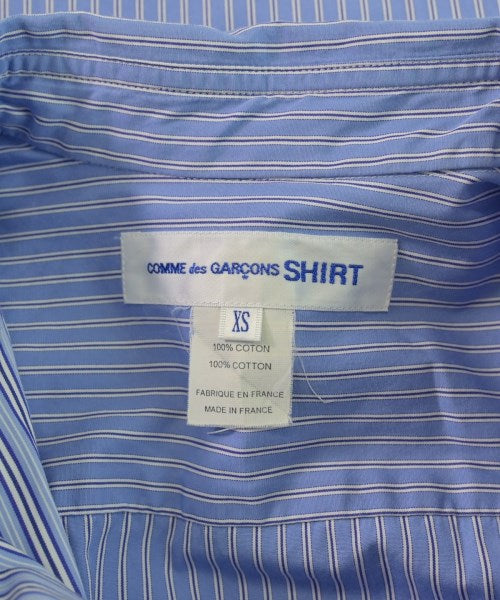 COMME des GARÇONS SHIRT
XS
100% COTON
100% COTTON
FABRIQUE EN FRANCE
MADE IN FRANCE